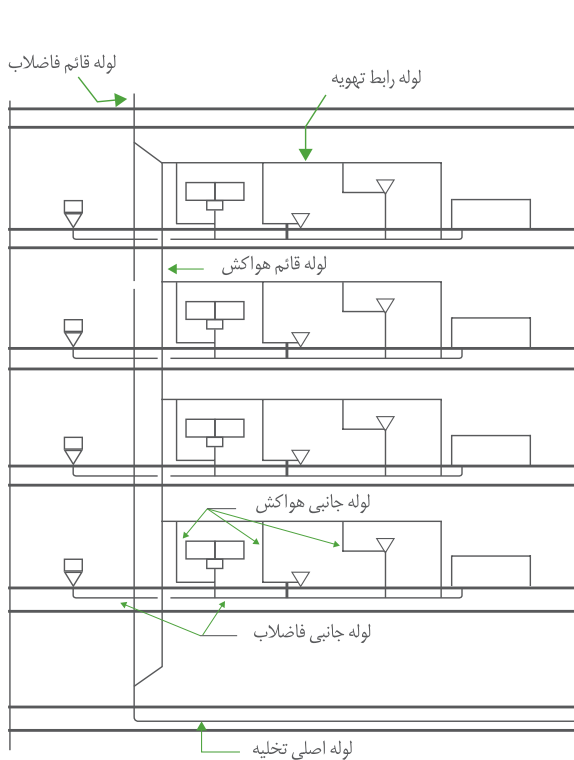 لوله قائم فاضلاب
لوله رابط تهویه
لوله قائم هواکش
لوله جانبی هواکش
لوله جانبی فاضلاب
لوله اصلی تخلیه